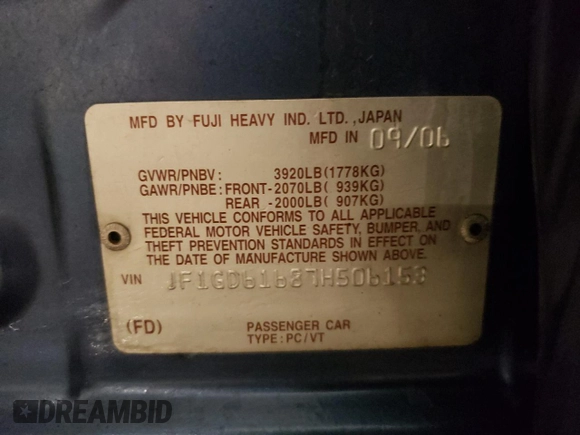 MFD BY FUJI HEAVY IND. LTD., JAPAN
MFD IN 09/06
GVWR/PNBV: 3920LB(1778KG)
GAWR/PNBE: FRONT-2070LB( 939KG)
REAR -2000LB( 907KG)
THIS VEHICLE CONFORMS TO ALL APPLICABLE
FEDERAL MOTOR VEHICLE SAFETY, BUMPER, AND
THEFT PREVENTION STANDARDS IN EFFECT ON
THE DATE OF MANUFACTURE SHOWN ABOVE.
VIN JF1GD61637H506153
(FD) PASSENGER CAR
TYPE:PC/VT
DREAMBID